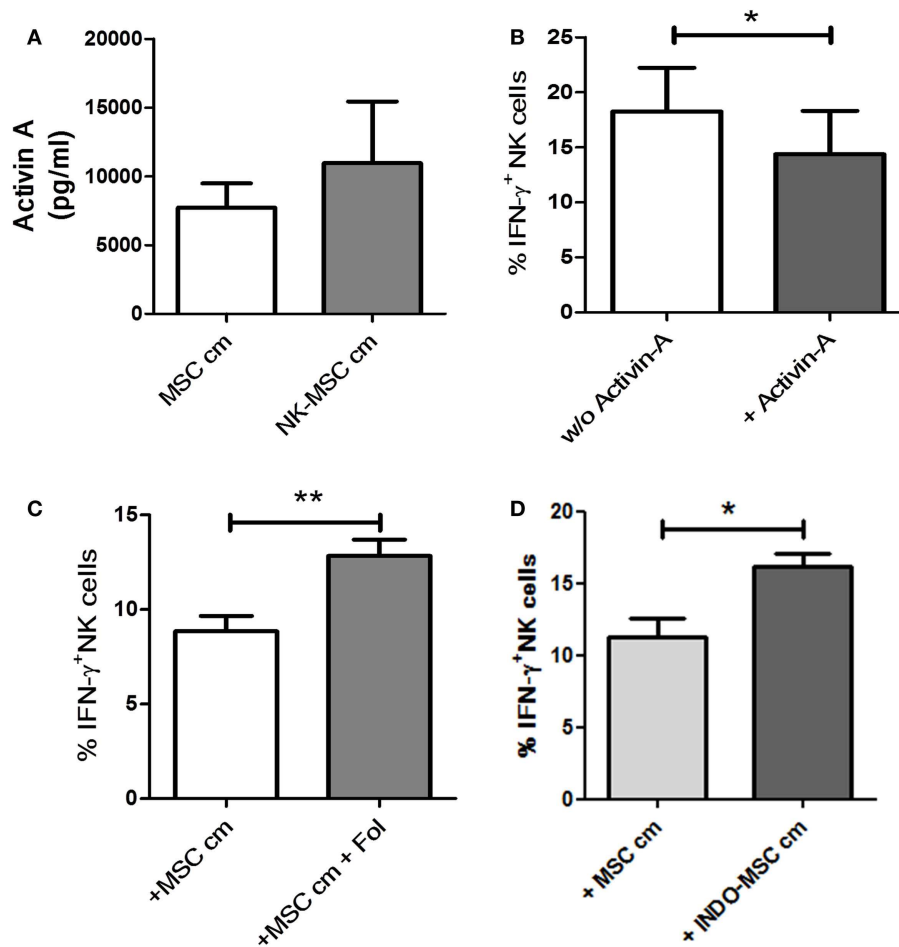 A
Activin A
(pg/ml)
20000
15000
10000
5000
0
MSC cm
NK-MSC cm
B
*
% IFN-γ+ NK cells
25
20
15
10
5
0
w/o Activin-A
+ Activin-A
C
**
% IFN-γ+NK cells
15
10
5
0
+MSC cm
+MSC cm + Fol
D
*
% IFN-γ+NK cells
20
15
10
5
0
+ MSC cm
+ INDO-MSC cm